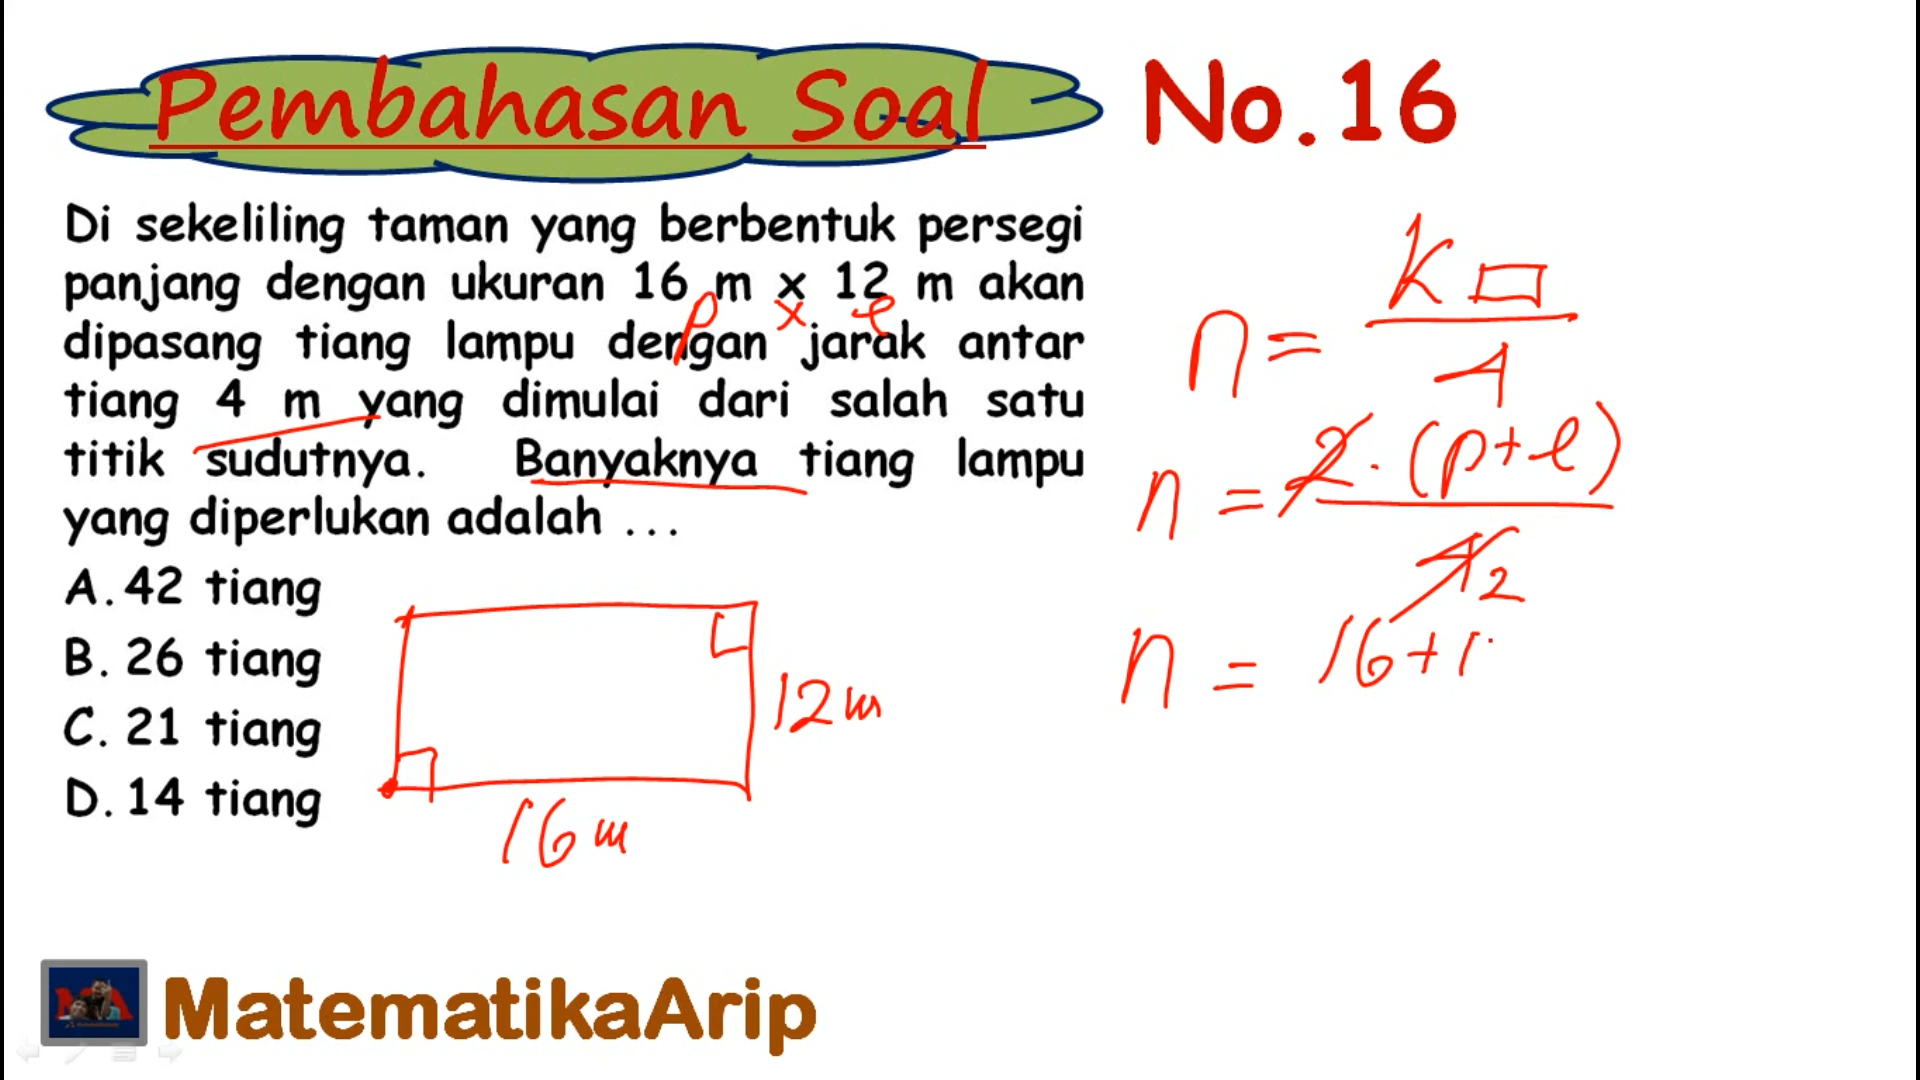 Pembahasan Soal No.16
Di sekeliling taman yang berbentuk persegi
panjang dengan ukuran 16 m x 12 m akan
p x l
dipasang tiang lampu dengan jarak antar
tiang 4 m yang dimulai dari salah satu
titik sudutnya. Banyaknya tiang lampu
yang diperlukan adalah ...
A. 42 tiang
B. 26 tiang
C. 21 tiang
D. 14 tiang
12 m
16 m
n = K▭
4
n = 2 . (p+l)
4 2
n = 16 + 1
MatematikaArip